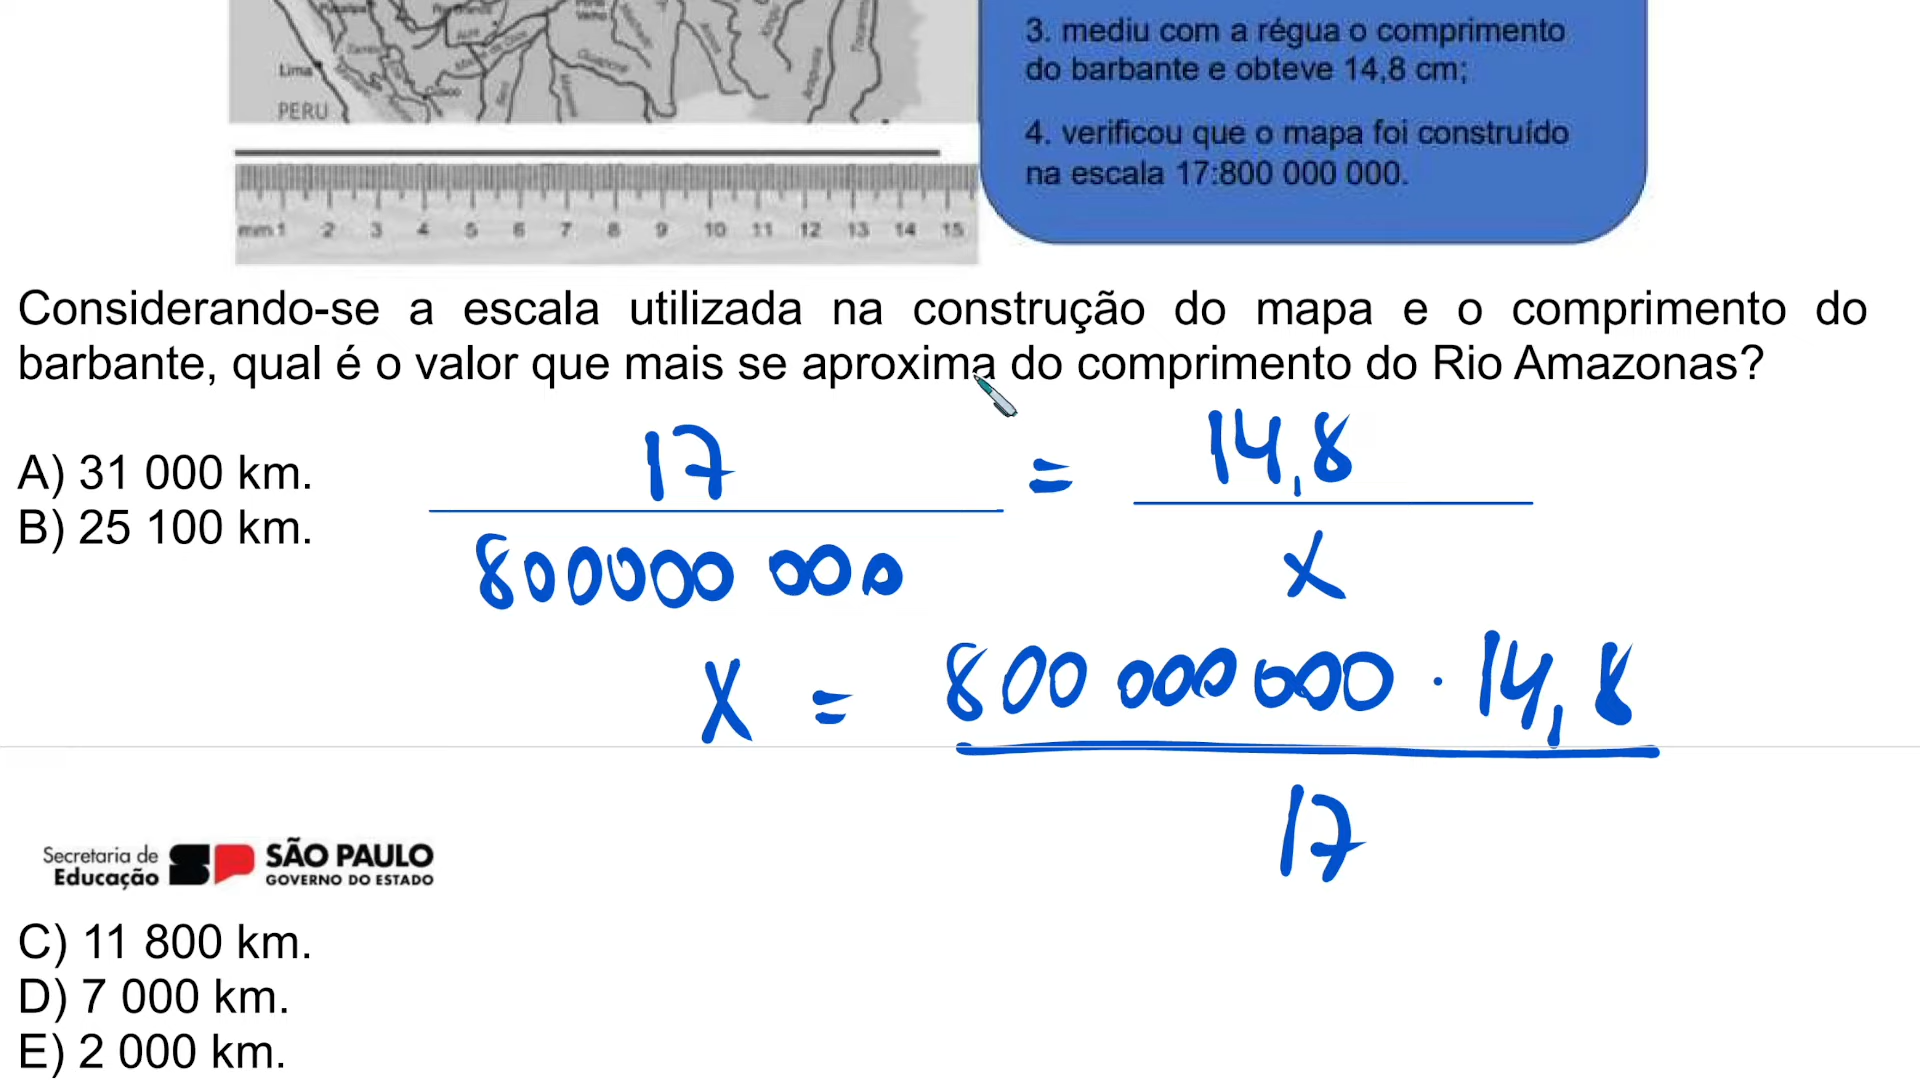 Lima
PERU
Cusco
Guaporé
Araguaia
3. mediu com a régua o comprimento
do barbante e obteve 14,8 cm;
4. verificou que o mapa foi construído
na escala 17:800 000 000.
mm 1 2 3 4 5 6 7 8 9 10 11 12 13 14 15
Considerando-se a escala utilizada na construção do mapa e o comprimento do
barbante, qual é o valor que mais se aproxima do comprimento do Rio Amazonas?
A) 31 000 km.
B) 25 100 km.
17 = 14,8
800000 000 x
x = 800 000 000 · 14,8
17
Secretaria de
Educação
SP
SÃO PAULO
GOVERNO DO ESTADO
C) 11 800 km.
D) 7 000 km.
E) 2 000 km.